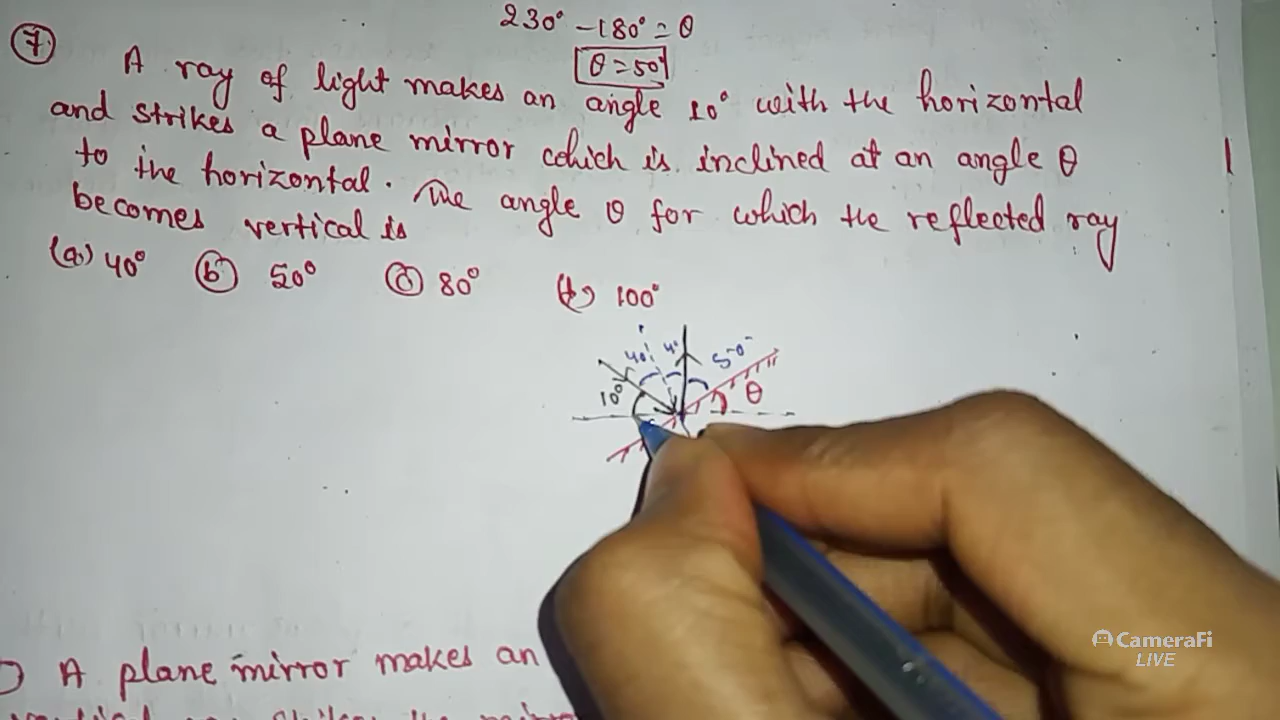 230° - 180° = θ
θ = 50°
7. A ray of light makes an angle 10° with the horizontal
and strikes a plane mirror which is inclined at an angle θ
to the horizontal. The angle θ for which the reflected ray
becomes vertical is
(a) 40° (b) 50° (c) 80° (d) 100°
40° 4° 50°
10° θ
A plane mirror makes an
CameraFi
LIVE